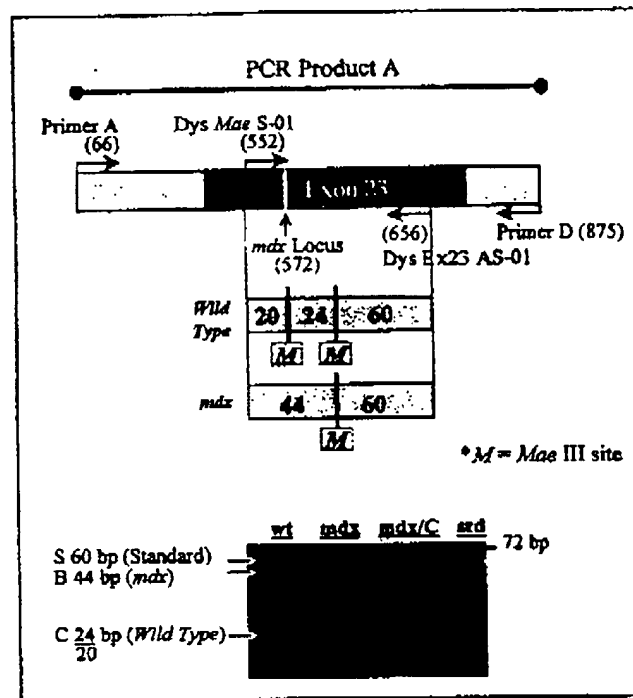 PCR Product A
Primer A
(66)
Dys Mae S-01
(552)
Exon 23
mdx Locus
(572)
(656)
Dys Ex23 AS-01
Primer D (875)
Wild Type
20 24 60
M M
mdx
44 60
M
*M = Mae III site
wt mdx mdx/C std
72 bp
S 60 bp (Standard)
B 44 bp (mdx)
C 24/20 bp (Wild Type)